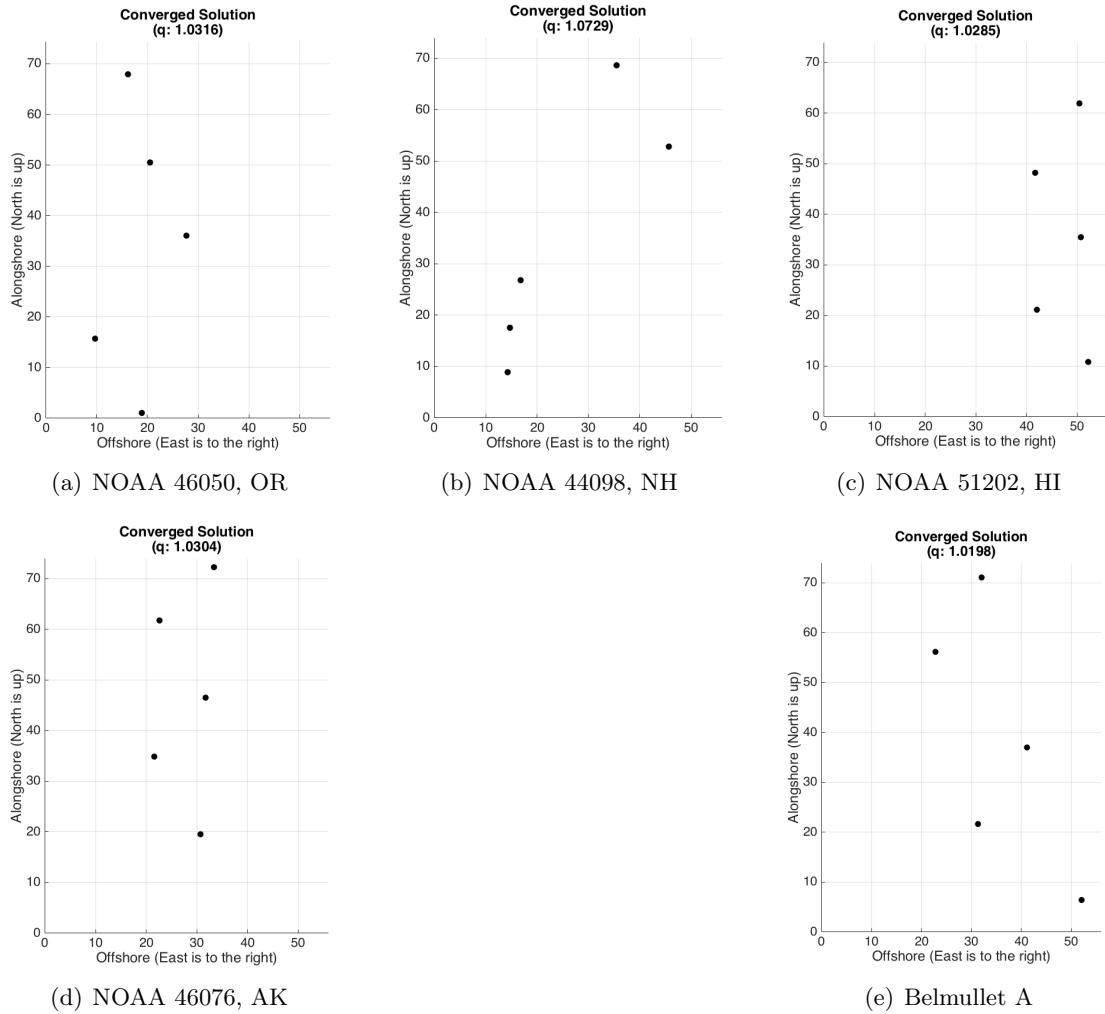 Converged Solution
(q: 1.0316)
Alongshore (North is up)
70
60
50
40
30
20
10
0
0 10 20 30 40 50
Offshore (East is to the right)
(a) NOAA 46050, OR
Converged Solution
(q: 1.0729)
Alongshore (North is up)
70
60
50
40
30
20
10
0
0 10 20 30 40 50
Offshore (East is to the right)
(b) NOAA 44098, NH
Converged Solution
(q: 1.0285)
Alongshore (North is up)
70
60
50
40
30
20
10
0
0 10 20 30 40 50
Offshore (East is to the right)
(c) NOAA 51202, HI
Converged Solution
(q: 1.0304)
Alongshore (North is up)
70
60
50
40
30
20
10
0
0 10 20 30 40 50
Offshore (East is to the right)
(d) NOAA 46076, AK
Converged Solution
(q: 1.0198)
Alongshore (North is up)
70
60
50
40
30
20
10
0
0 10 20 30 40 50
Offshore (East is to the right)
(e) Belmullet A